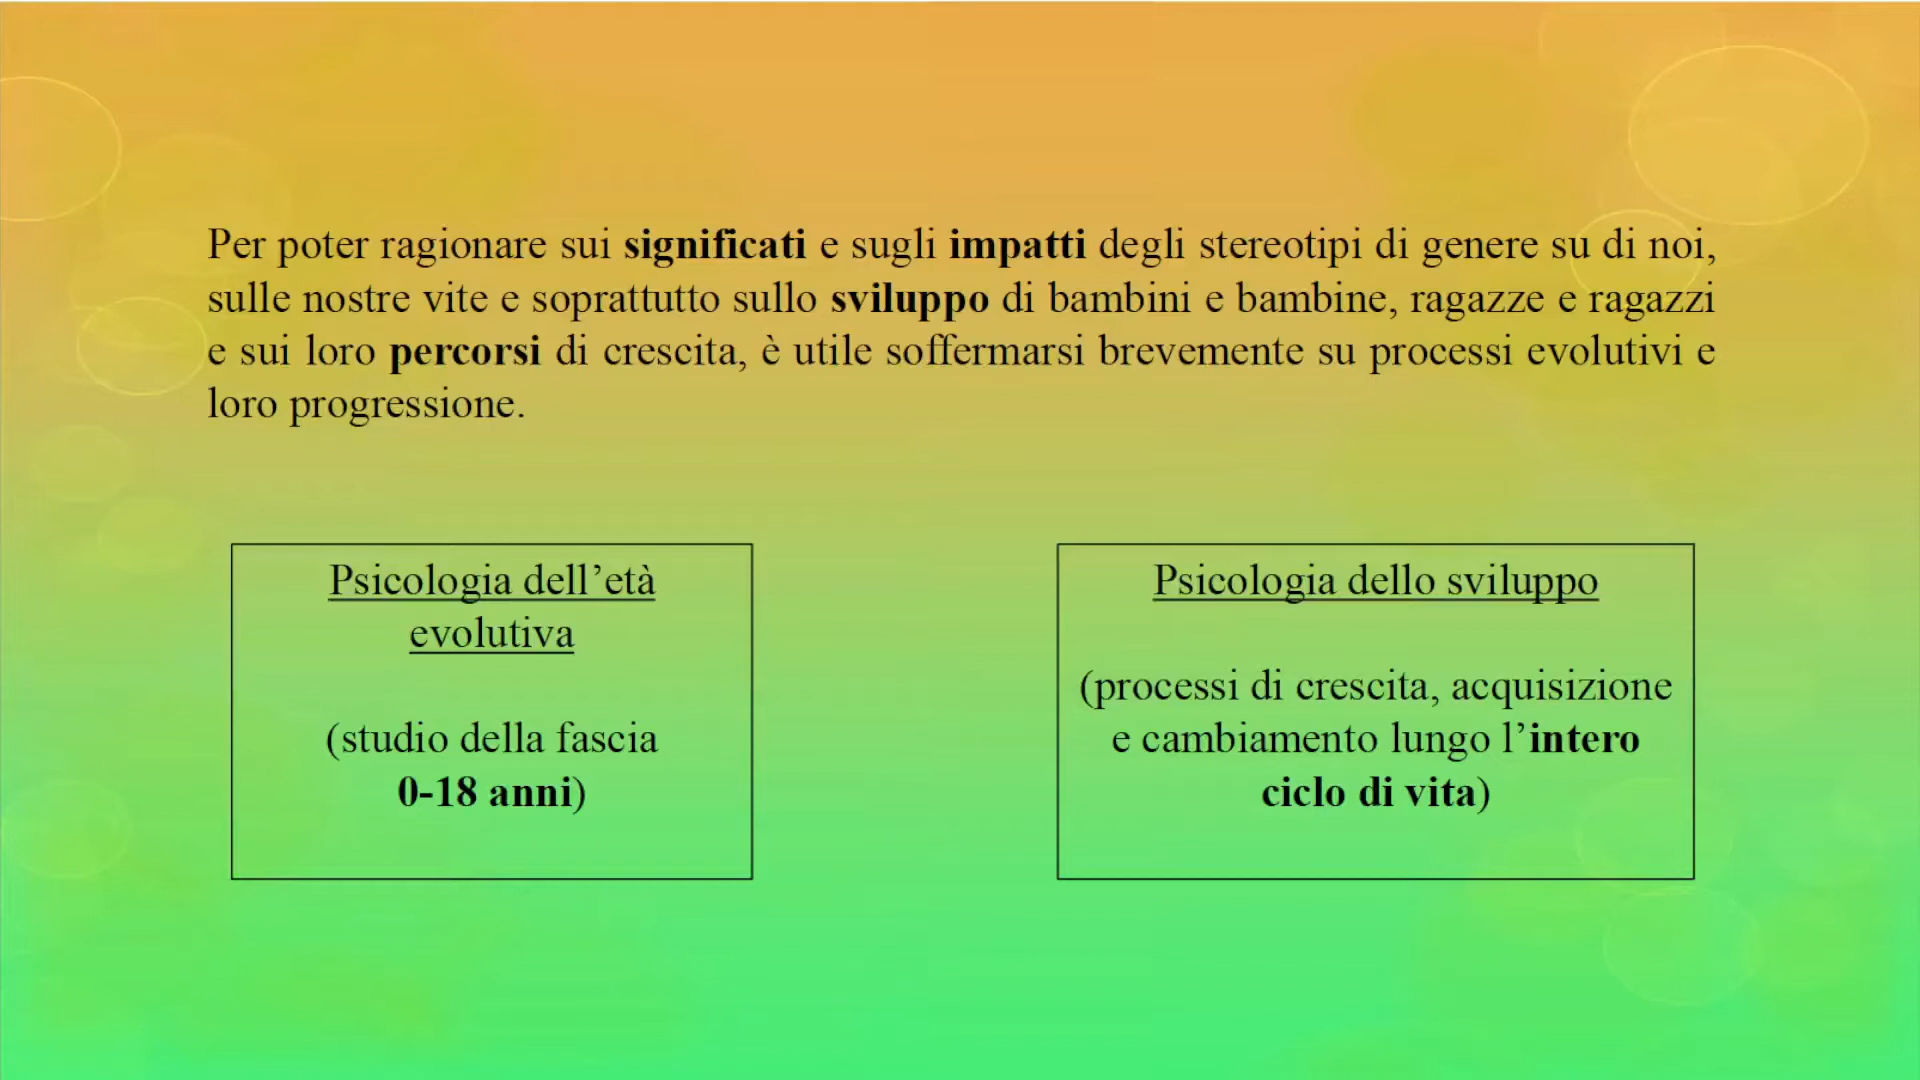 Per poter ragionare sui significati e sugli impatti degli stereotipi di genere su di noi,
sulle nostre vite e soprattutto sullo sviluppo di bambini e bambine, ragazze e ragazzi
e sui loro percorsi di crescita, è utile soffermarsi brevemente su processi evolutivi e
loro progressione.
Psicologia dell’età
evolutiva
(studio della fascia
0-18 anni)
Psicologia dello sviluppo
(processi di crescita, acquisizione
e cambiamento lungo l’intero
ciclo di vita)